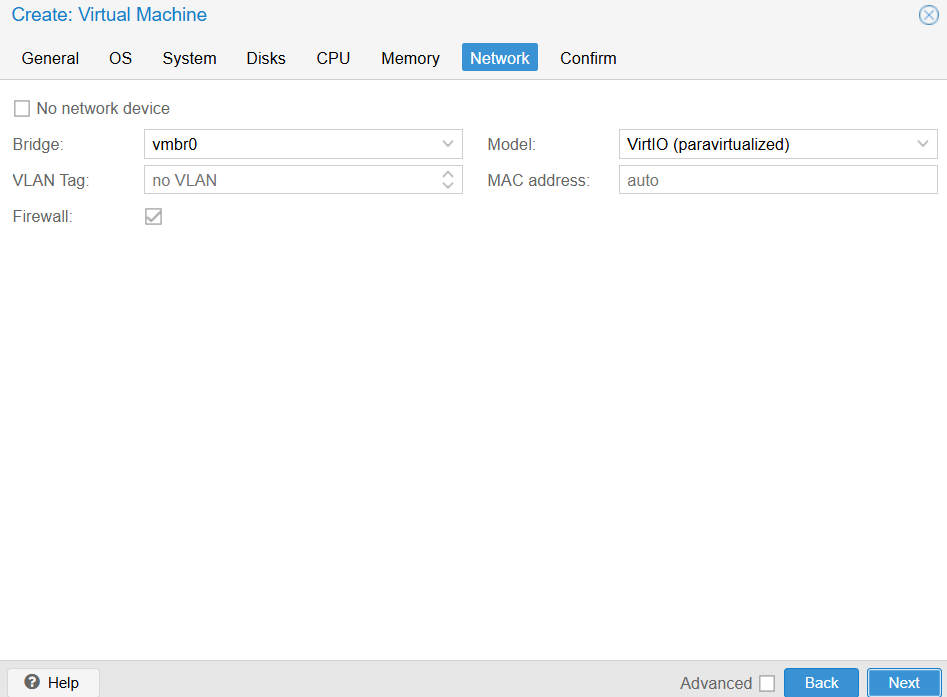 Create: Virtual Machine
General OS System Disks CPU Memory Network Confirm
No network device
Bridge: vmbr0 Model: VirtIO (paravirtualized)
VLAN Tag: no VLAN MAC address: auto
Firewall:
Help Advanced Back Next